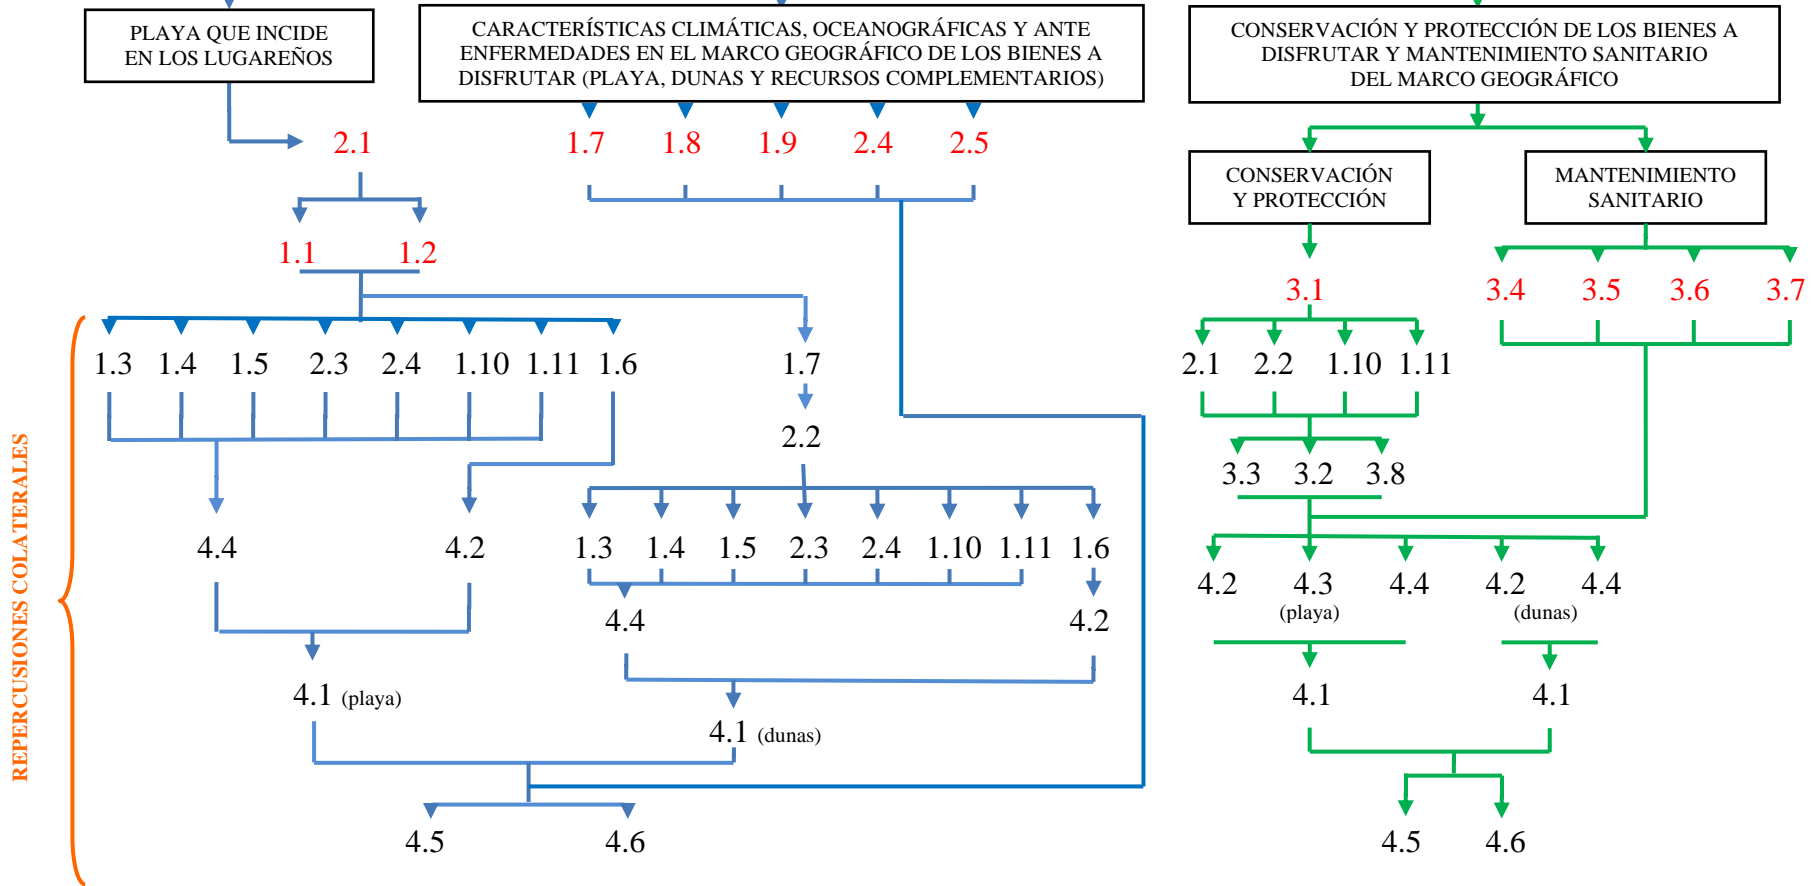 PLAYA QUE INCIDE
EN LOS LUGAREÑOS
CARACTERÍSTICAS CLIMÁTICAS, OCEANOGRÁFICAS Y ANTE
ENFERMEDADES EN EL MARCO GEOGRÁFICO DE LOS BIENES A
DISFRUTAR (PLAYA, DUNAS Y RECURSOS COMPLEMENTARIOS)
CONSERVACIÓN Y PROTECCIÓN DE LOS BIENES A
DISFRUTAR Y MANTENIMIENTO SANITARIO
DEL MARCO GEOGRÁFICO
2.1
1.7 1.8 1.9 2.4 2.5
CONSERVACIÓN
Y PROTECCIÓN
MANTENIMIENTO
SANITARIO
1.1 1.2
3.1
3.4 3.5 3.6 3.7
1.3 1.4 1.5 2.3 2.4 1.10 1.11 1.6
1.7
2.1 2.2 1.10 1.11
2.2
3.3 3.2 3.8
REPERCUSIONES COLATERALES
4.4 4.2
1.3 1.4 1.5 2.3 2.4 1.10 1.11 1.6
4.2 4.3 4.4 4.2 4.4
(playa) (dunas)
4.4 4.2
4.1 (playa)
4.1 4.1
4.1 (dunas)
4.5 4.6
4.5 4.6